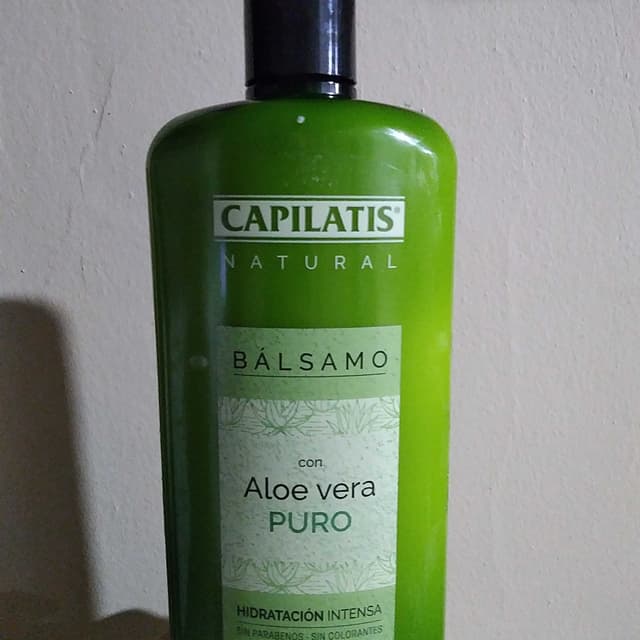 CAPILATIS®
NATURAL
BÁLSAMO
con
Aloe vera
PURO
HIDRATACIÓN INTENSA
SIN PARABENOS - SIN COLORANTES